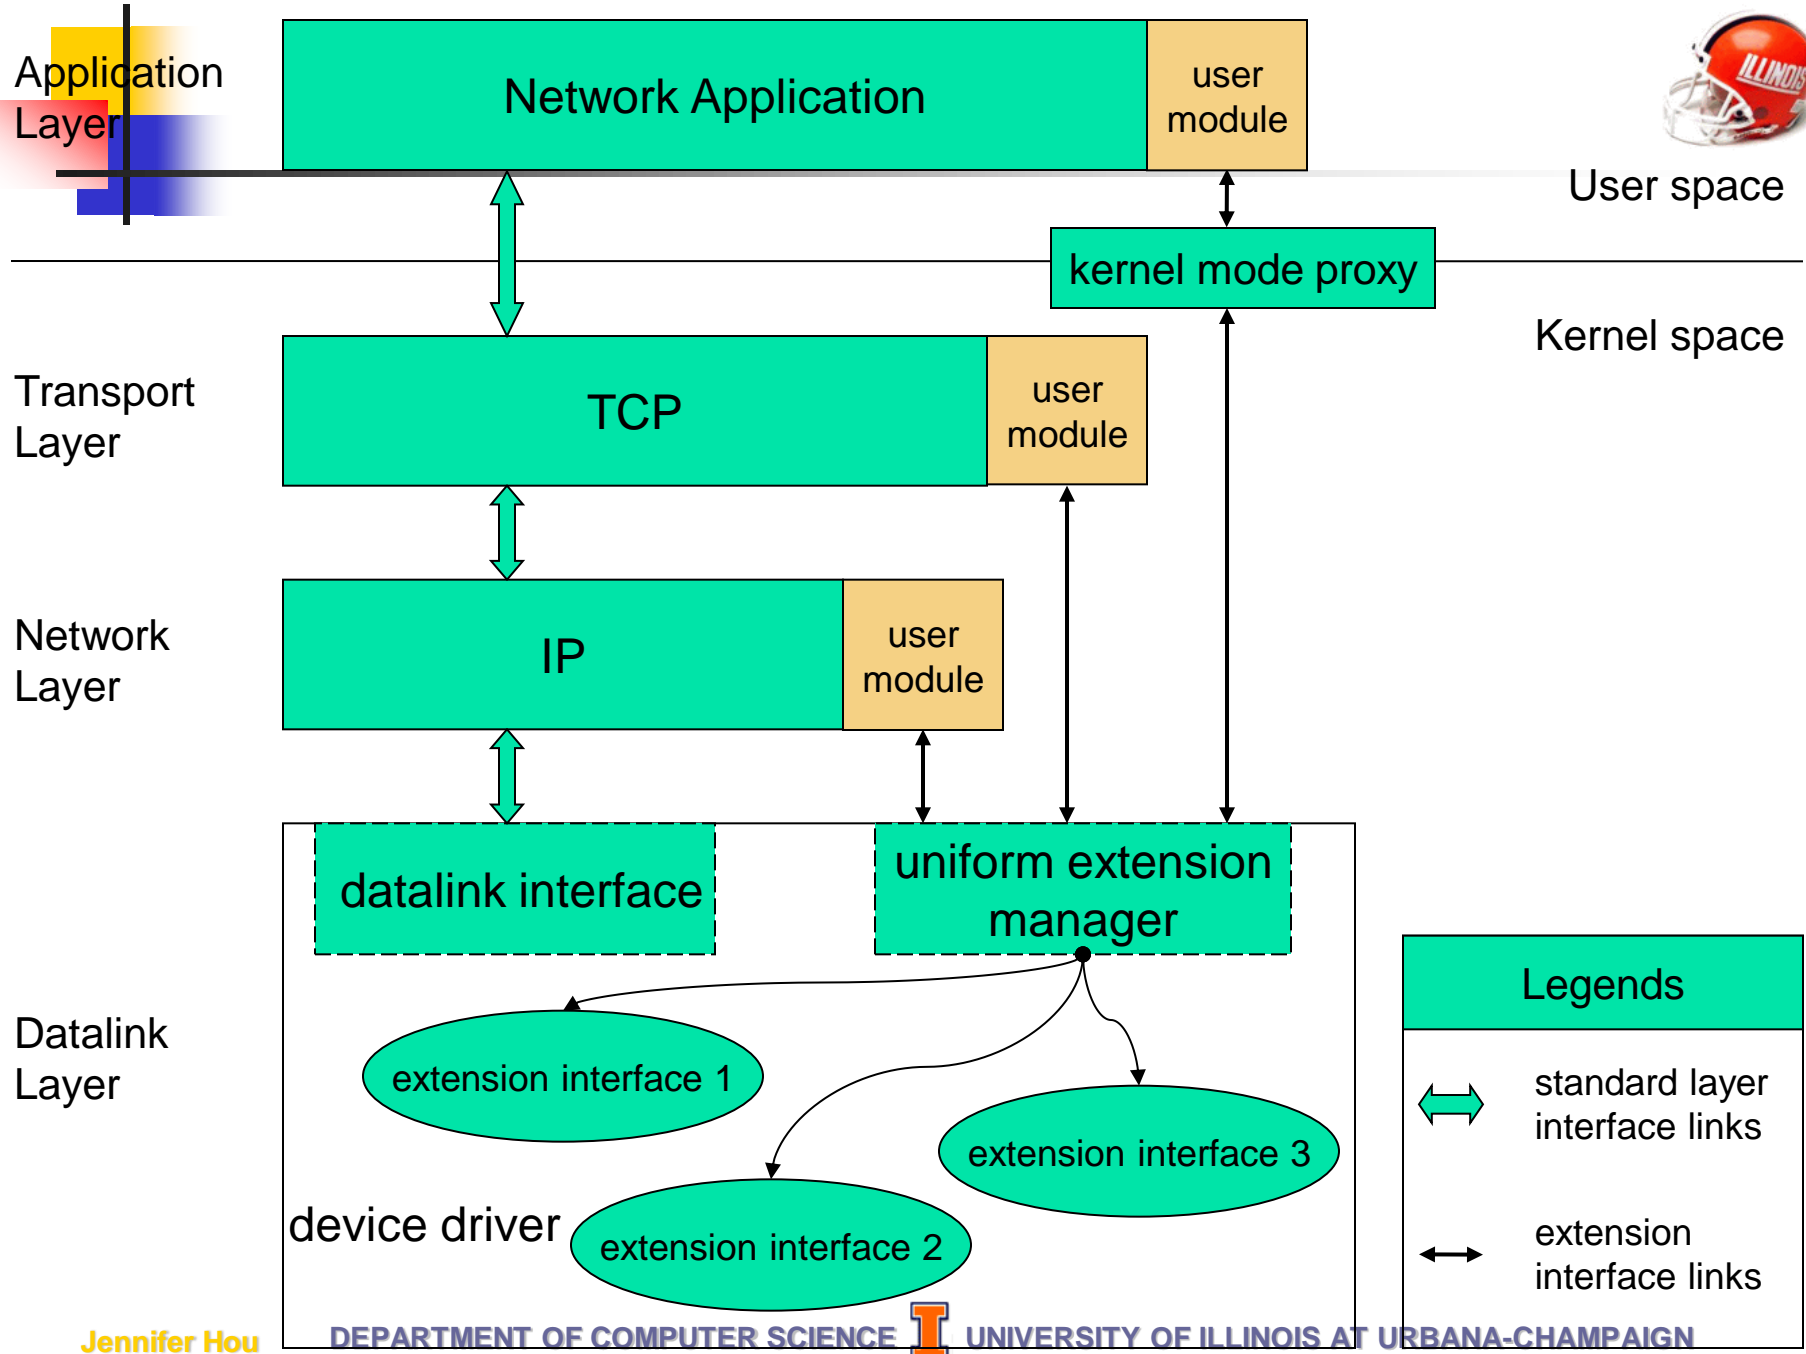 Application
Layer
Network Application
user
module
ILLINOIS
User space
kernel mode proxy
Kernel space
Transport
Layer
TCP
user
module
Network
Layer
IP
user
module
datalink interface
uniform extension
manager
Datalink
Layer
extension interface 1
extension interface 3
device driver
extension interface 2
Legends
standard layer
interface links
extension
interface links
Jennifer Hou
DEPARTMENT OF COMPUTER SCIENCE
UNIVERSITY OF ILLINOIS AT URBANA-CHAMPAIGN